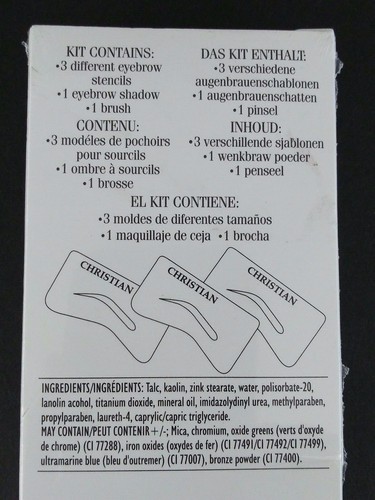 KIT CONTAINS:
•3 different eyebrow
stencils
•1 eyebrow shadow
•1 brush
DAS KIT ENTHALT:
•3 verschiedene
augenbrauenschablonen
•1 augenbrauenschatten
•1 pinsel
CONTENU:
•3 modéles de pochoirs
pour sourcils
•1 ombre à sourcils
•1 brosse
INHOUD:
•3 verschillende sjablonen
•1 wenkbraw poeder
•1 penseel
EL KIT CONTIENE:
•3 moldes de diferentes tamaños
•1 maquillaje de ceja •1 brocha
CHRISTIAN
CHRISTIAN
CHRISTIAN
INGREDIENTS/INGRÉDIENTS: Talc, kaolin, zink stearate, water, polisorbate-20,
lanolin acohol, titanium dioxide, mineral oil, imidazolydinyl urea, methylparaben,
propylparaben, laureth-4, caprylic/capric triglyceride.
MAY CONTAIN/PEUT CONTENIR+/-; Mica, chromium, oxide greens (verts d'oxyde
de chrome) (CI 77288), iron oxides (oxydes de fer) (CI 77491/CI 77492/CI 77499),
ultramarine blue (bleu d'outremer) (CI 77007), bronze powder (CI 77400).